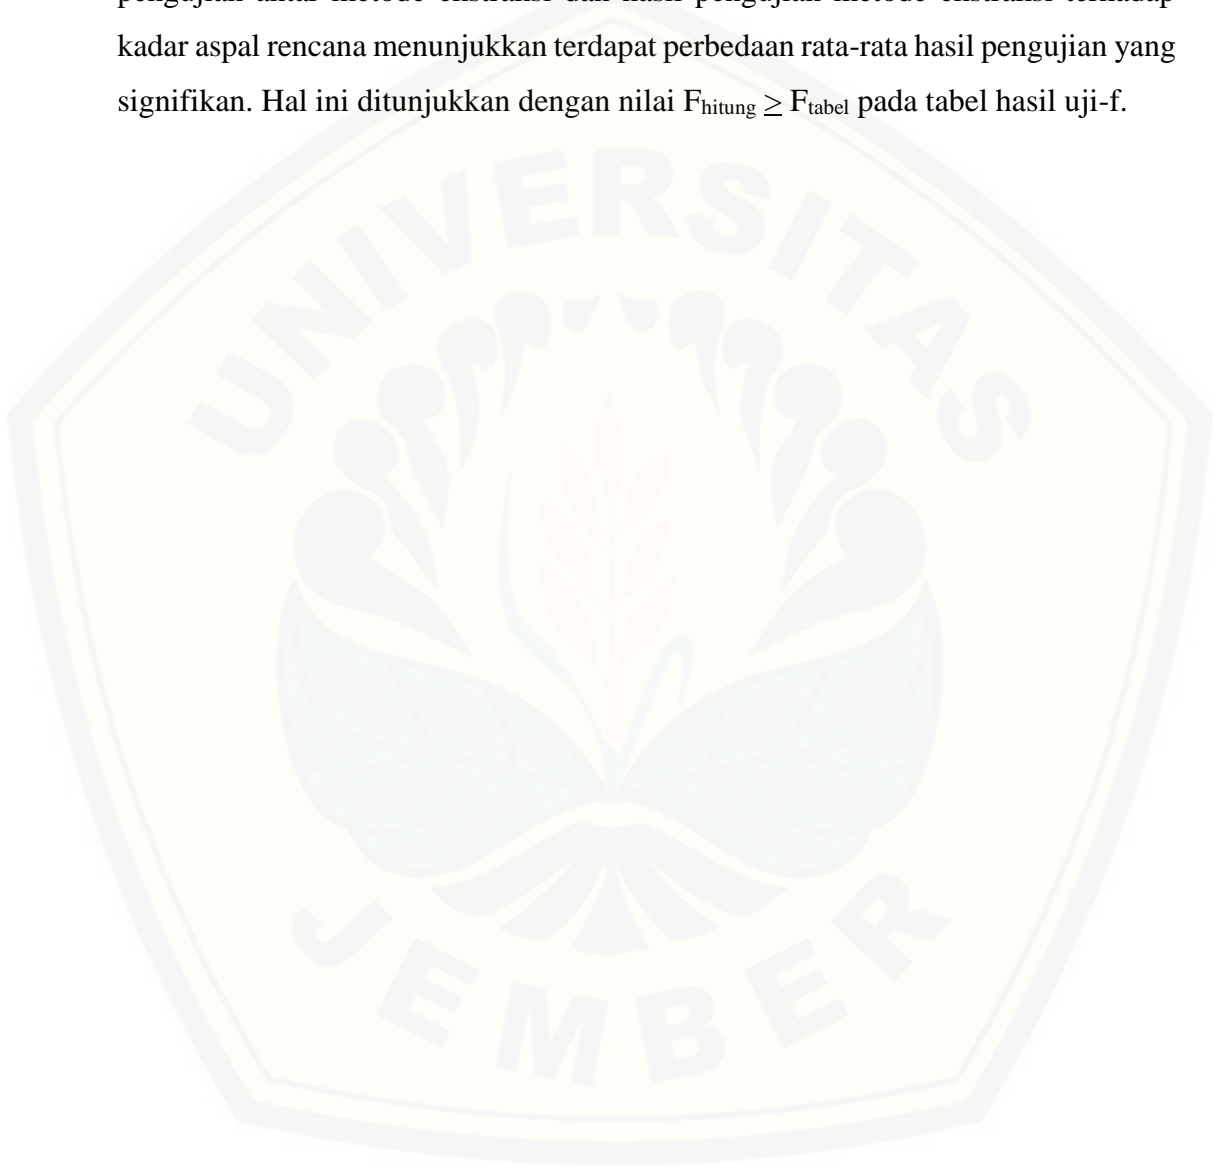 pengujian antar metode ekstraksi dan hasil pengujian metode ekstraksi terhadap
kadar aspal rencana menunjukkan terdapat perbedaan rata-rata hasil pengujian yang
signifikan. Hal ini ditunjukkan dengan nilai Fhitung ≥ Ftabel pada tabel hasil uji-f.
UNIVERSITAS
JEMBER